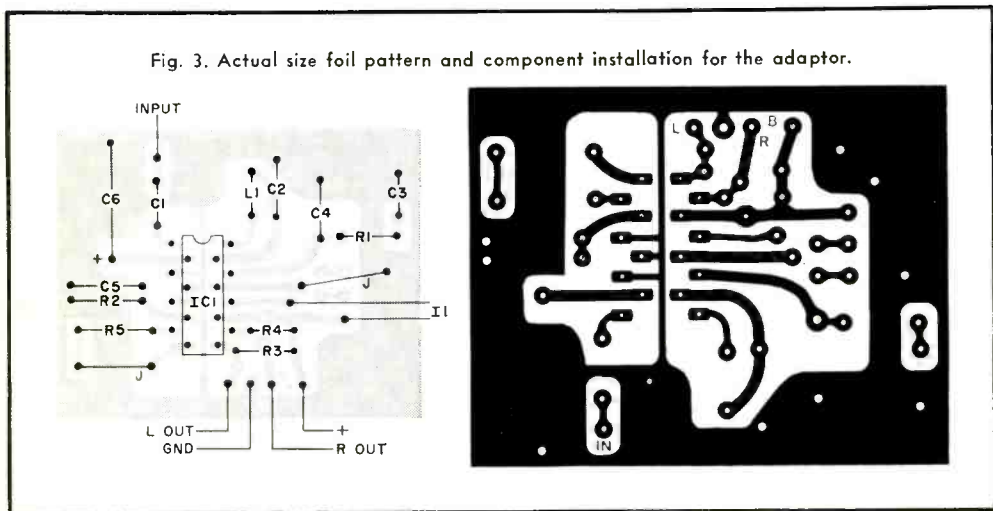 Fig. 3. Actual size foil pattern and component installation for the adaptor.
INPUT
C6
C1
L1
C2
C4
C3
R1
+
C5
R2
IC1
J
I1
R5
R4
R3
J
L OUT
+
GND
R OUT
L
B
R
IN